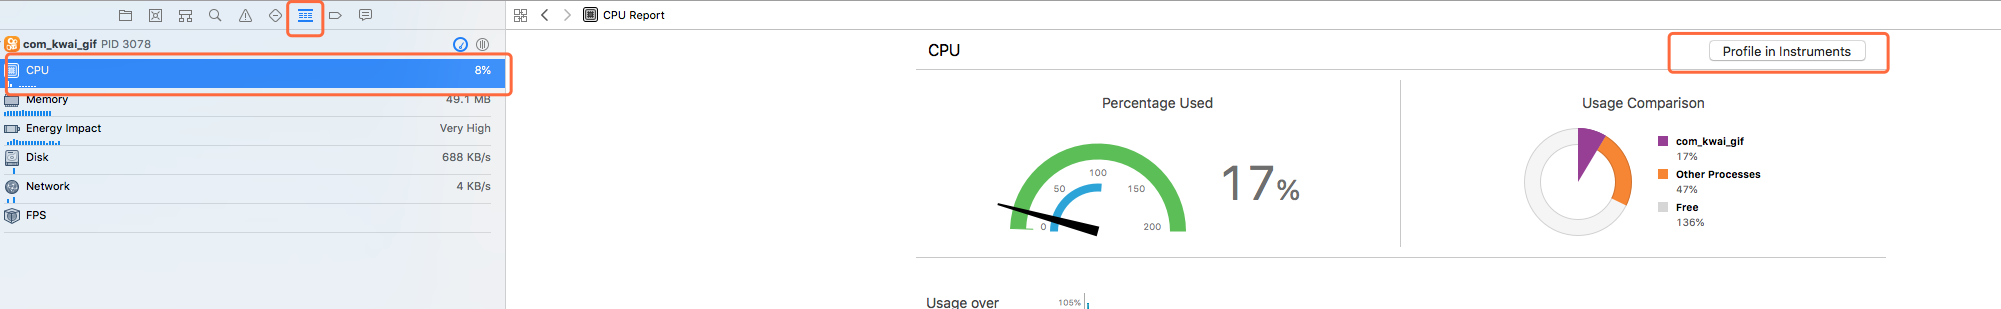 CPU Report
com_kwai_gif PID 3078
CPU 8%
Memory 49.1 MB
Energy Impact Very High
Disk 688 KB/s
Network 4 KB/s
FPS
CPU
Profile in Instruments
Percentage Used
0
50
100
150
200
17%
Usage Comparison
com_kwai_gif
17%
Other Processes
47%
Free
136%
Usage over
105%